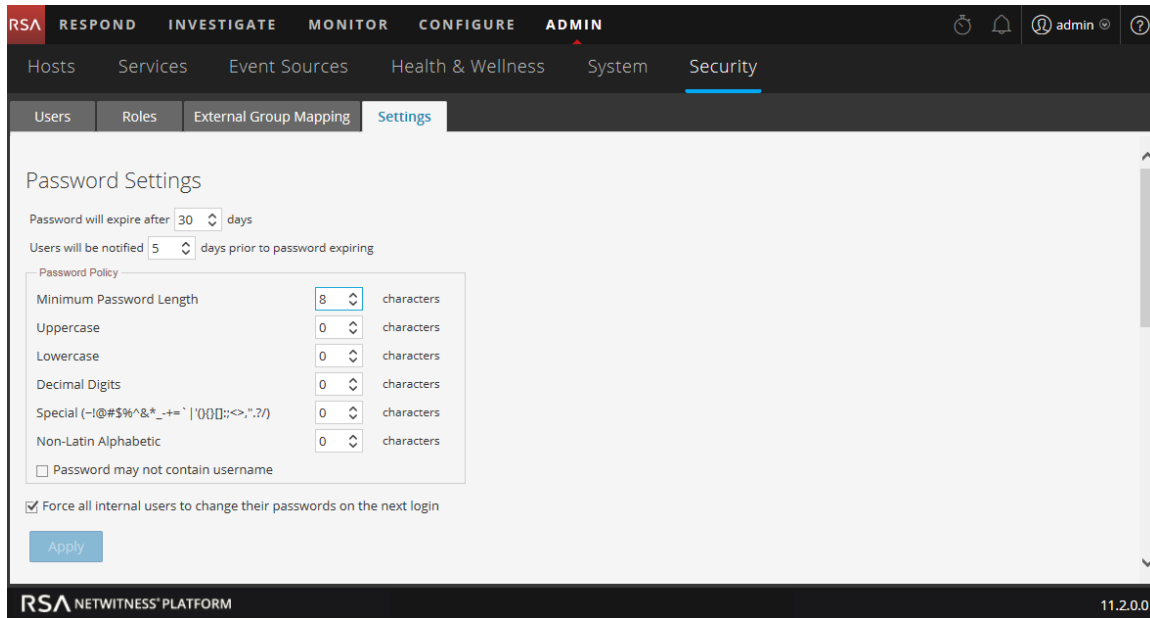 RSA RESPOND INVESTIGATE MONITOR CONFIGURE ADMIN admin ?
Hosts Services Event Sources Health & Wellness System Security
Users Roles External Group Mapping Settings
Password Settings
Password will expire after 30 days
Users will be notified 5 days prior to password expiring
Password Policy
Minimum Password Length 8 characters
Uppercase 0 characters
Lowercase 0 characters
Decimal Digits 0 characters
Special (~!@#$%^&*_-+=`|'(){}[]:;<>,".?/) 0 characters
Non-Latin Alphabetic 0 characters
Password may not contain username
Force all internal users to change their passwords on the next login
Apply
RSA NETWITNESS® PLATFORM 11.2.0.0